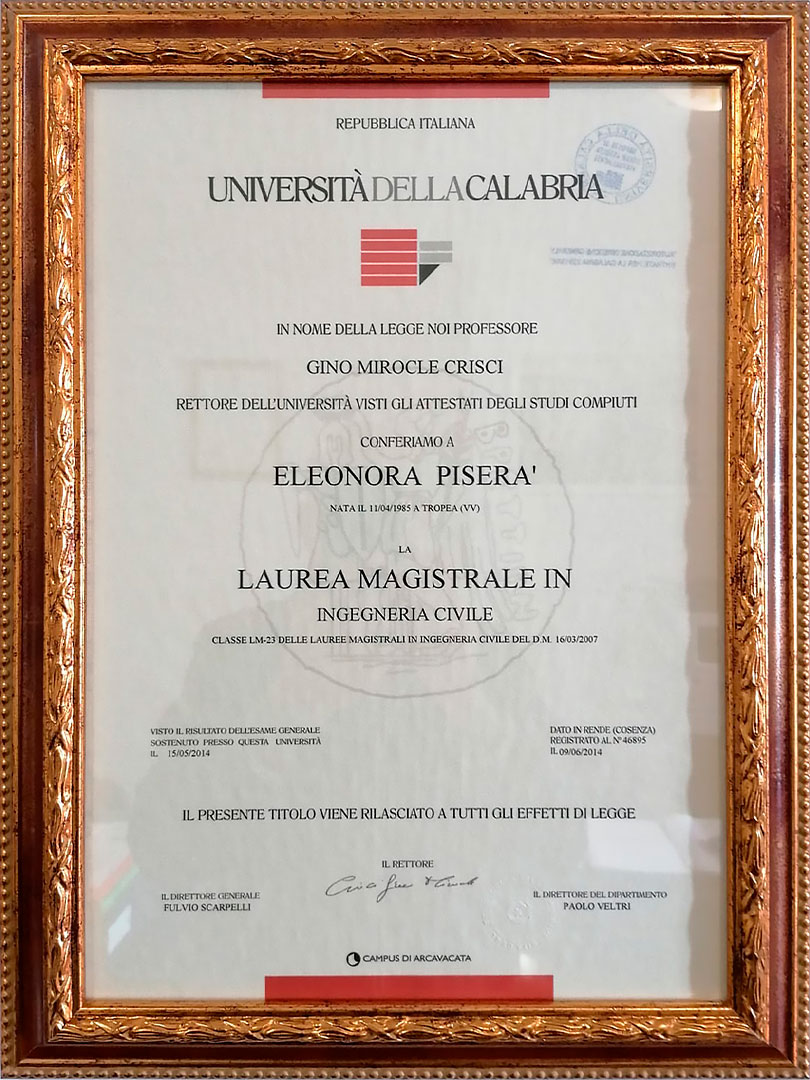 REPUBBLICA ITALIANA
UNIVERSITÀ DELLA CALABRIA
IN NOME DELLA LEGGE NOI PROFESSORE
GINO MIROCLE CRISCI
RETTORE DELL'UNIVERSITÀ VISTI GLI ATTESTATI DEGLI STUDI COMPIUTI
CONFERIAMO A
ELEONORA PISERA'
NATA IL 11/04/1985 A TROPEA (VV)
LA
LAUREA MAGISTRALE IN
INGEGNERIA CIVILE
CLASSE LM-23 DELLE LAUREE MAGISTRALI IN INGEGNERIA CIVILE DEL D.M. 16/03/2007
VISTO IL RISULTATO DELL'ESAME GENERALE
SOSTENUTO PRESSO QUESTA UNIVERSITÀ
IL 15/05/2014
DATO IN RENDE (COSENZA)
REGISTRATO AL N° 46895
IL 09/06/2014
IL PRESENTE TITOLO VIENE RILASCIATO A TUTTI GLI EFFETTI DI LEGGE
IL RETTORE
IL DIRETTORE GENERALE
FULVIO SCARPELLI
IL DIRETTORE DEL DIPARTIMENTO
PAOLO VELTRI
CAMPUS DI ARCAVACATA